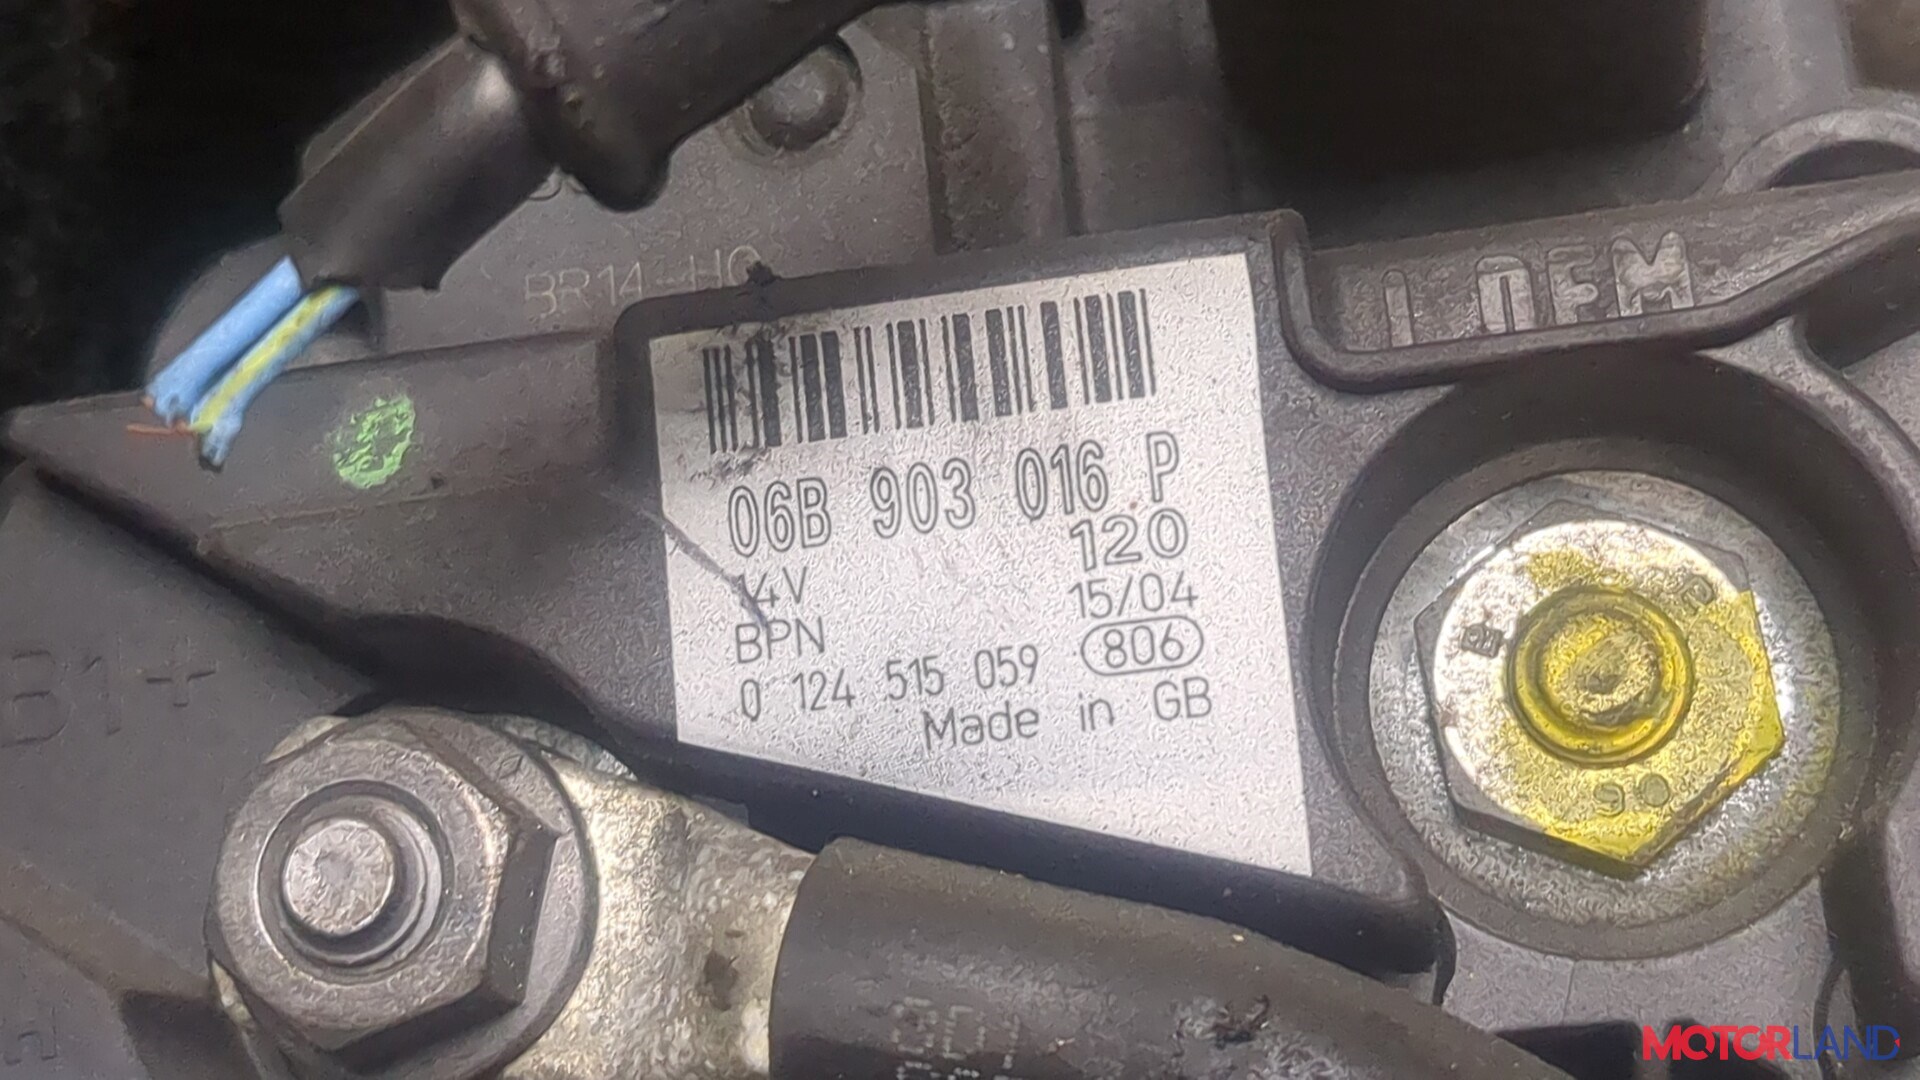 BR14-H0
06B 903 016 P
120
14V
15/04
BPN
806
0 124 515 059
Made in GB
B1+
MOTORLAND